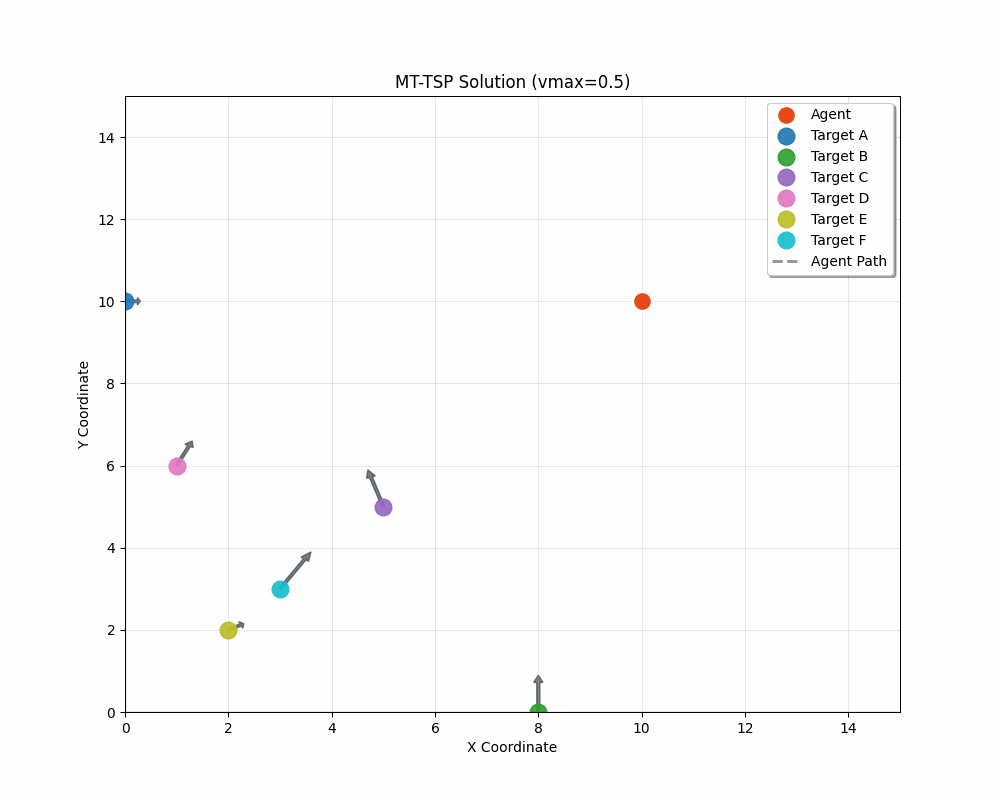 MT-TSP Solution (vmax=0.5)
Agent
Target A
Target B
Target C
Target D
Target E
Target F
Agent Path
Y Coordinate
14
12
10
8
6
4
2
0
0 2 4 6 8 10 12 14
X Coordinate